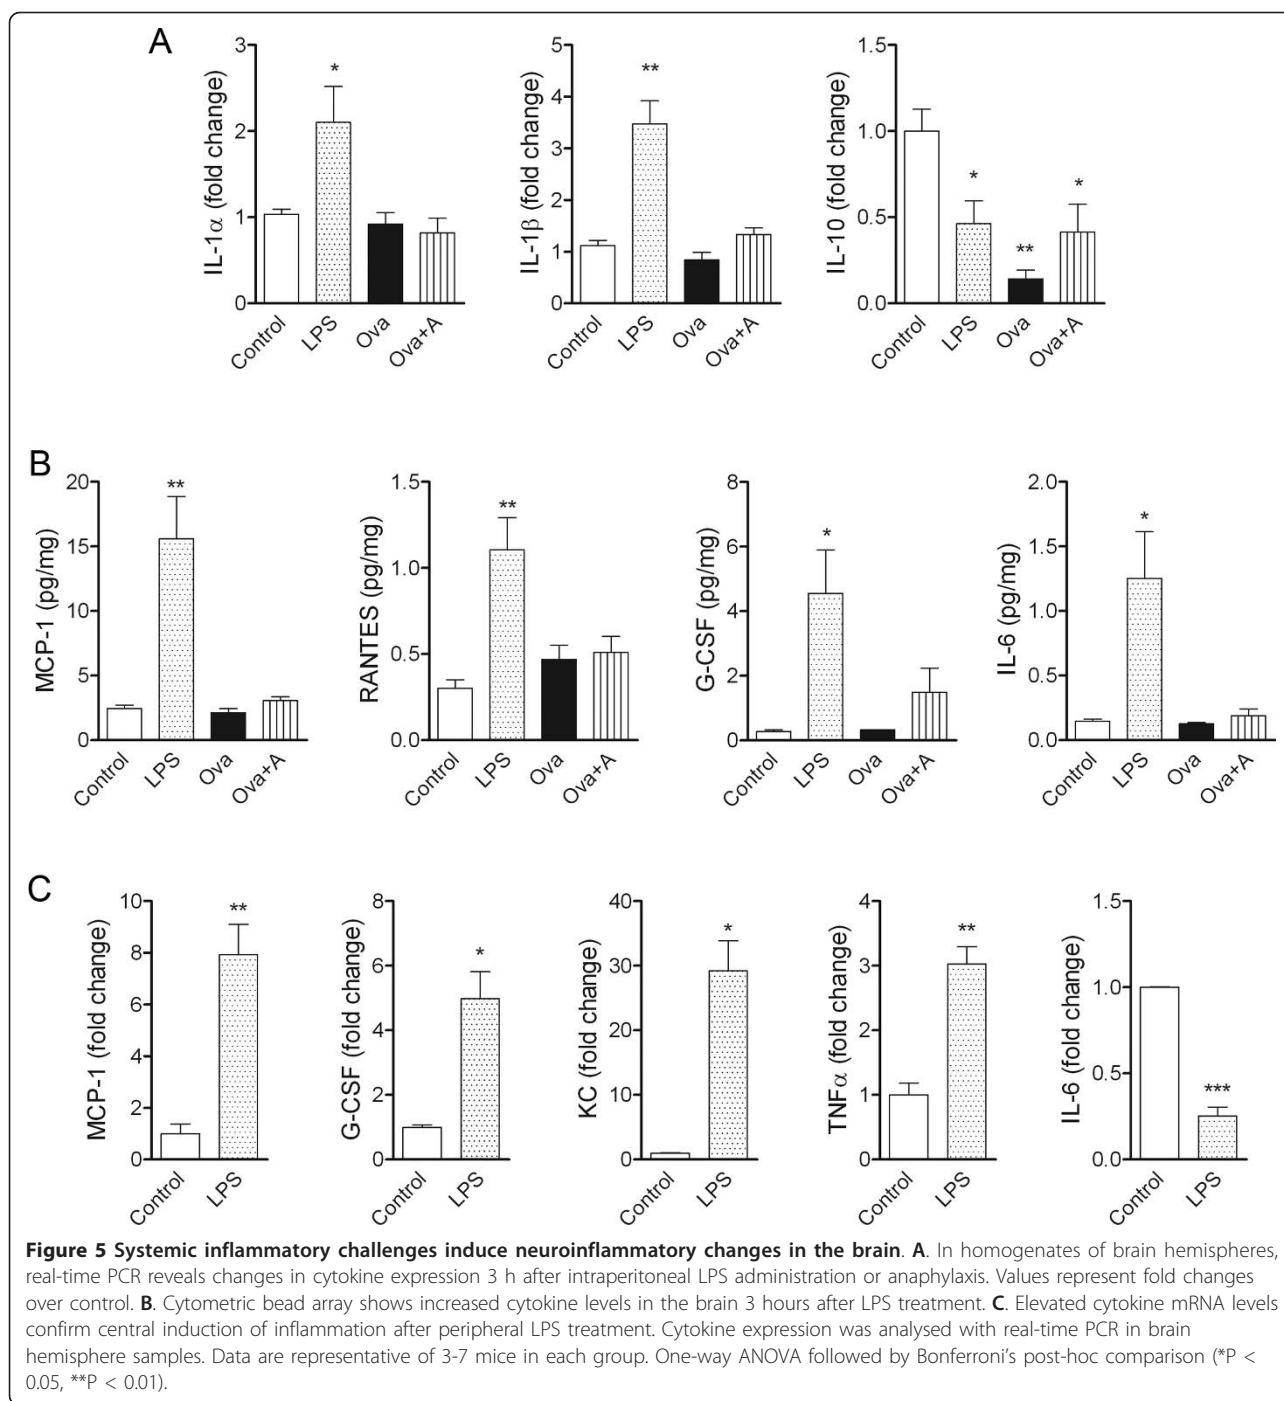 A
IL-1α (fold change)
3
2
1
0
*
Control
LPS
Ova
Ova+A
IL-1β (fold change)
5
4
3
2
1
0
**
Control
LPS
Ova
Ova+A
IL-10 (fold change)
1.5
1.0
0.5
0.0
*
**
*
Control
LPS
Ova
Ova+A
B
MCP-1 (pg/mg)
20
15
10
5
0
**
Control
LPS
Ova
Ova+A
RANTES (pg/mg)
1.5
1.0
0.5
0.0
**
Control
LPS
Ova
Ova+A
G-CSF (pg/mg)
8
6
4
2
0
*
Control
LPS
Ova
Ova+A
IL-6 (pg/mg)
2.0
1.5
1.0
0.5
0.0
*
Control
LPS
Ova
Ova+A
C
MCP-1 (fold change)
10
8
6
4
2
0
**
Control
LPS
G-CSF (fold change)
8
6
4
2
0
*
Control
LPS
KC (fold change)
40
30
20
10
0
*
Control
LPS
TNFα (fold change)
4
3
2
1
0
**
Control
LPS
IL-6 (fold change)
1.5
1.0
0.5
0.0
***
Control
LPS
Figure 5 Systemic inflammatory challenges induce neuroinflammatory changes in the brain. A. In homogenates of brain hemispheres,
real-time PCR reveals changes in cytokine expression 3 h after intraperitoneal LPS administration or anaphylaxis. Values represent fold changes
over control. B. Cytometric bead array shows increased cytokine levels in the brain 3 hours after LPS treatment. C. Elevated cytokine mRNA levels
confirm central induction of inflammation after peripheral LPS treatment. Cytokine expression was analysed with real-time PCR in brain
hemisphere samples. Data are representative of 3-7 mice in each group. One-way ANOVA followed by Bonferroni's post-hoc comparison (*P <
0.05, **P < 0.01).